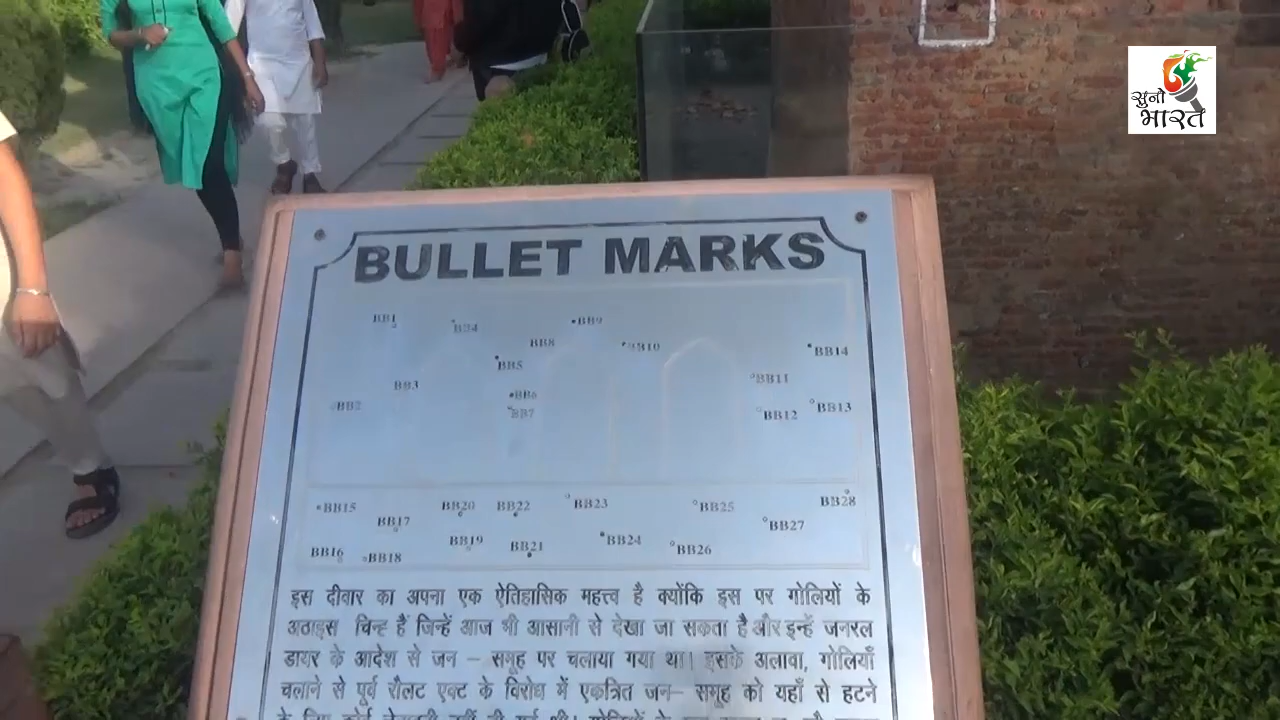 सुनो
भारत
BULLET MARKS
BB1 BB4 BB9
BB8 BB10 BB14
BB5
BB3 BB11
BB2 BB6 BB13
BB7 BB12
BB15 BB20 BB22 BB23 BB25 BB28
BB17 BB27
BB16 BB18 BB19 BB21 BB24 BB26
इस दीवार का अपना एक ऐतिहासिक महत्त्व है क्योंकि इस पर गोलियों के
अठाइस चिन्ह हैं जिन्हें आज भी आसानी से देखा जा सकता है और इन्हें जनरल
डायर के आदेश से जन – समूह पर चलाया गया था। इसके अलावा, गोलियाँ
चलाने से पूर्व रौलट एक्ट के विरोध में एकत्रित जन– समूह को यहाँ से हटने